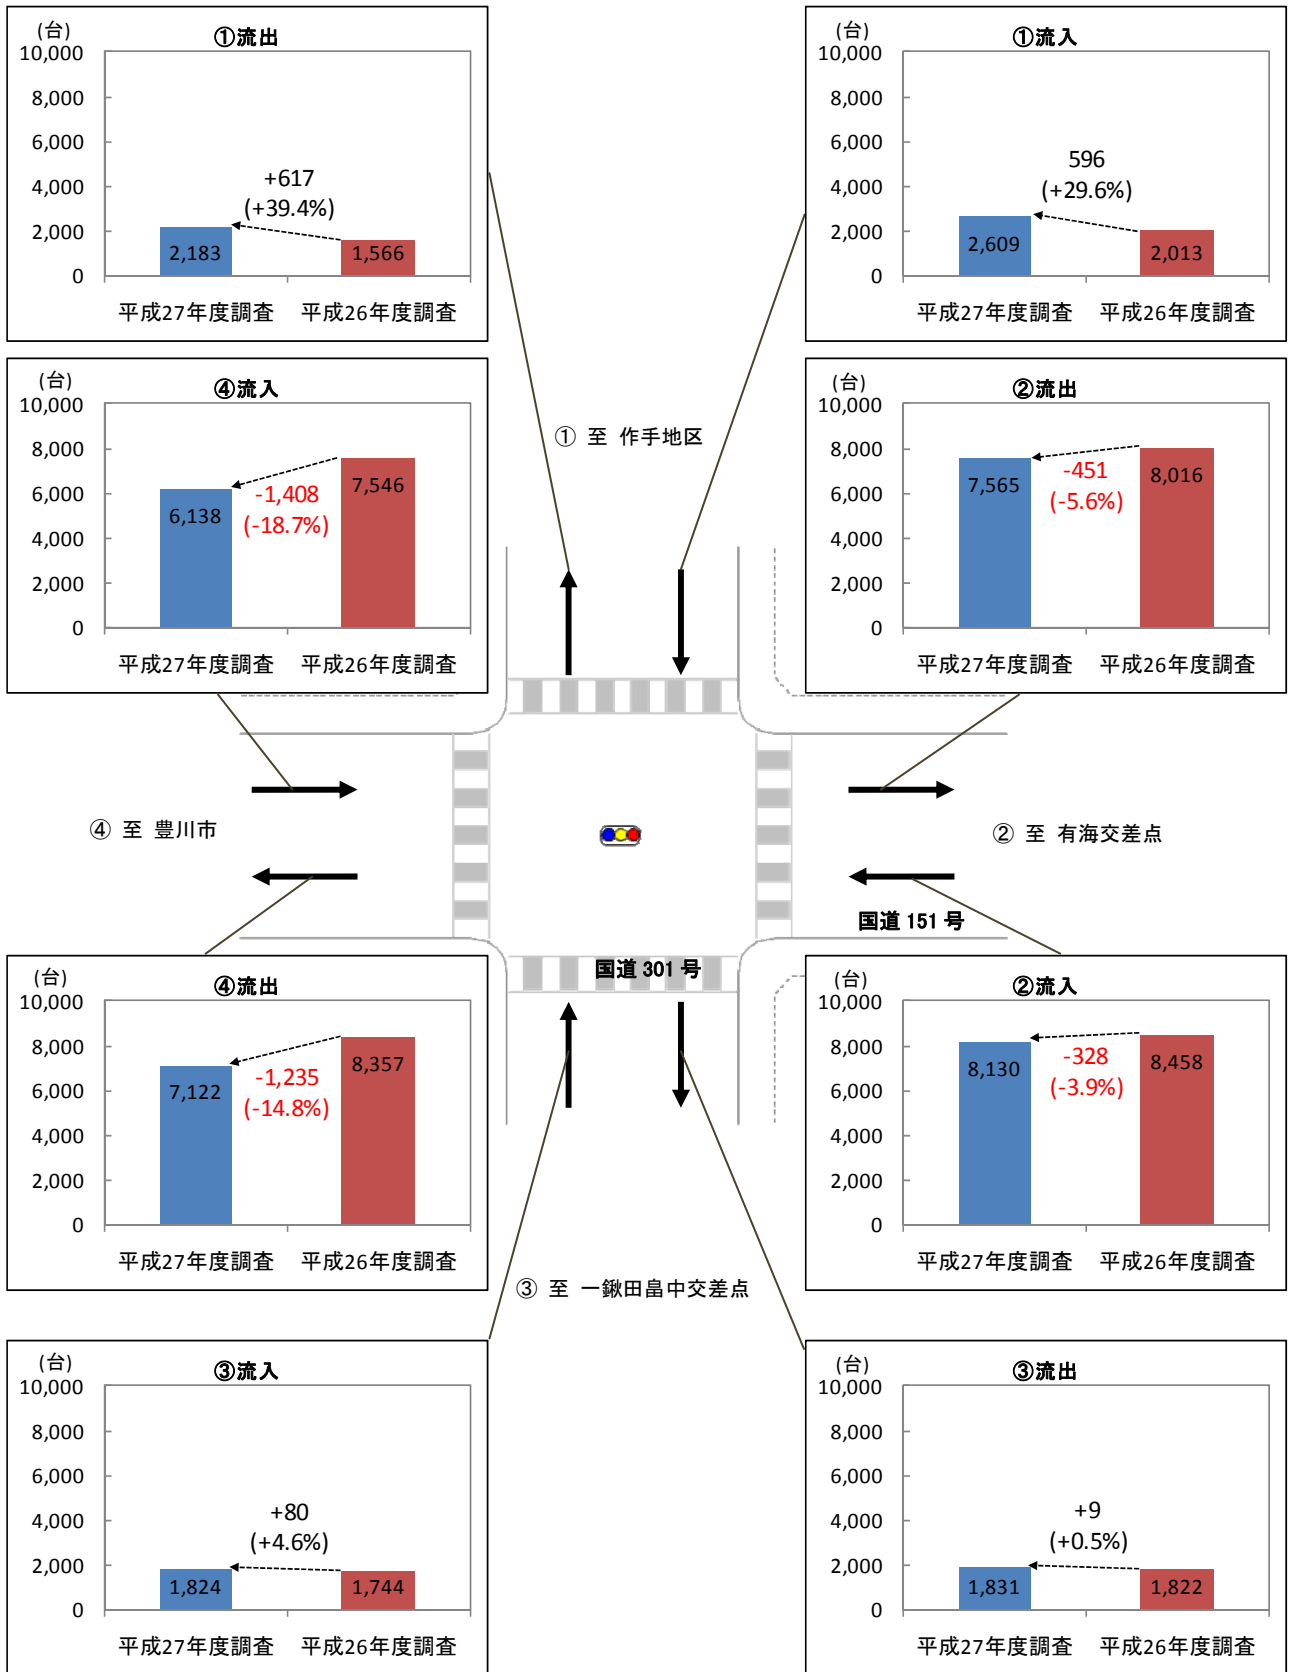 (台)
①流出
10,000
8,000
6,000
4,000
2,000
0
+617
(+39.4%)
2,183
1,566
平成27年度調査 平成26年度調査
(台)
①流入
10,000
8,000
6,000
4,000
2,000
0
596
(+29.6%)
2,609
2,013
平成27年度調査 平成26年度調査
(台)
④流入
10,000
8,000
6,000
4,000
2,000
0
-1,408
(-18.7%)
6,138
7,546
平成27年度調査 平成26年度調査
① 至 作手地区
(台)
②流出
10,000
8,000
6,000
4,000
2,000
0
-451
(-5.6%)
7,565
8,016
平成27年度調査 平成26年度調査
④ 至 豊川市
② 至 有海交差点
国道 151 号
国道 301 号
(台)
④流出
10,000
8,000
6,000
4,000
2,000
0
-1,235
(-14.8%)
7,122
8,357
平成27年度調査 平成26年度調査
(台)
②流入
10,000
8,000
6,000
4,000
2,000
0
-328
(-3.9%)
8,130
8,458
平成27年度調査 平成26年度調査
③ 至 一鍬田畠中交差点
(台)
③流入
10,000
8,000
6,000
4,000
2,000
0
+80
(+4.6%)
1,824
1,744
平成27年度調査 平成26年度調査
(台)
③流出
10,000
8,000
6,000
4,000
2,000
0
+9
(+0.5%)
1,831
1,822
平成27年度調査 平成26年度調査